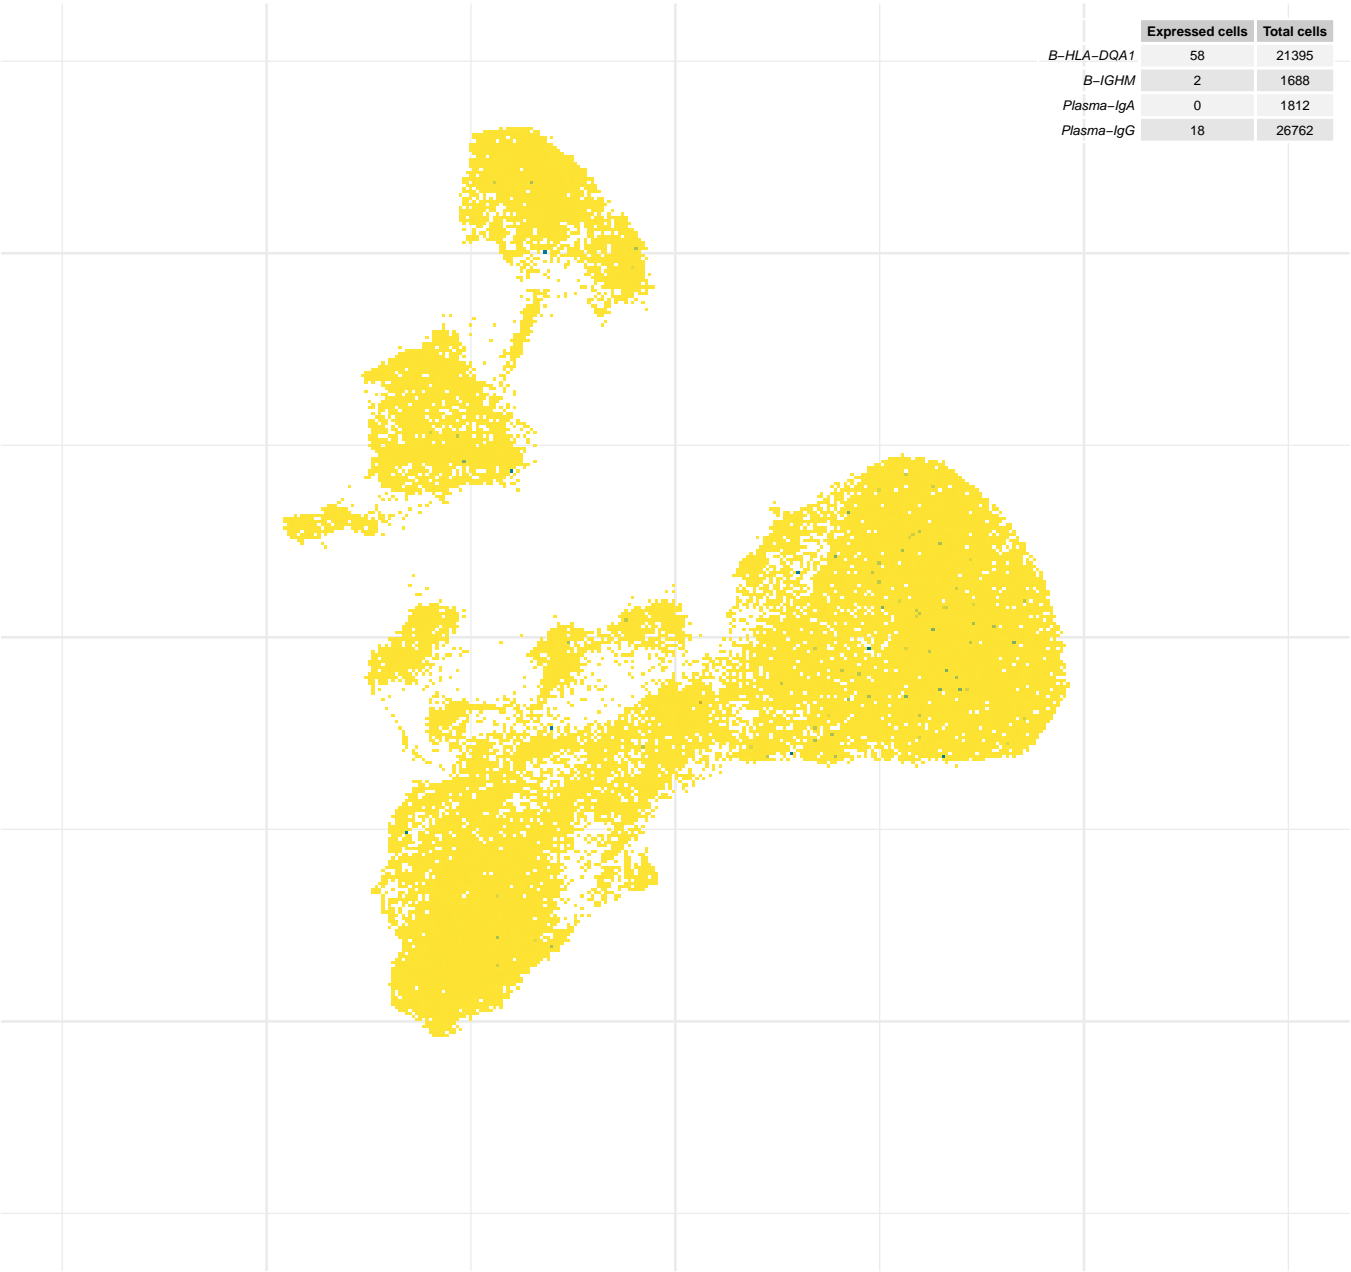 Expressed cells Total cells
B−HLA−DQA1 58 21395
B−IGHM 2 1688
Plasma−IgA 0 1812
Plasma−IgG 18 26762